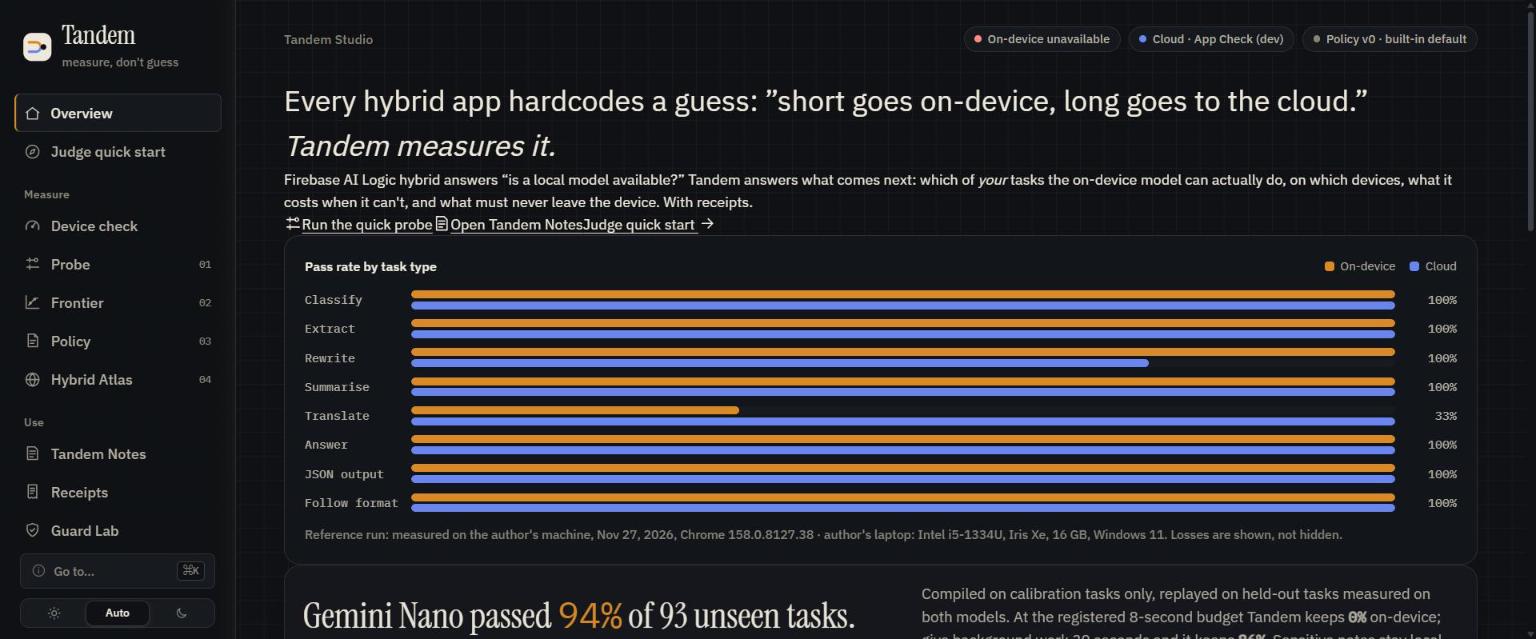 Tandem
measure, don't guess
Overview
Judge quick start
Measure
Device check
Probe 01
Frontier 02
Policy 03
Hybrid Atlas 04
Use
Tandem Notes
Receipts
Guard Lab
Go to... ⌘K
Auto
Tandem Studio
On-device unavailable
Cloud · App Check (dev)
Policy v0 · built-in default
Every hybrid app hardcodes a guess: ”short goes on-device, long goes to the cloud.”
Tandem measures it.
Firebase AI Logic hybrid answers “is a local model available?” Tandem answers what comes next: which of your tasks the on-device model can actually do, on which devices, what it
costs when it can't, and what must never leave the device. With receipts.
Run the quick probe Open Tandem NotesJudge quick start →
Pass rate by task type
On-device Cloud
Classify 100%
Extract 100%
Rewrite 100%
Summarise 100%
Translate 33%
Answer 100%
JSON output 100%
Follow format 100%
Reference run: measured on the author's machine, Nov 27, 2026, Chrome 158.0.8127.38 · author's laptop: Intel i5-1334U, Iris Xe, 16 GB, Windows 11. Losses are shown, not hidden.
Gemini Nano passed 94% of 93 unseen tasks.
Compiled on calibration tasks only, replayed on held-out tasks measured on
both models. At the registered 8-second budget Tandem keeps 0% on-device;